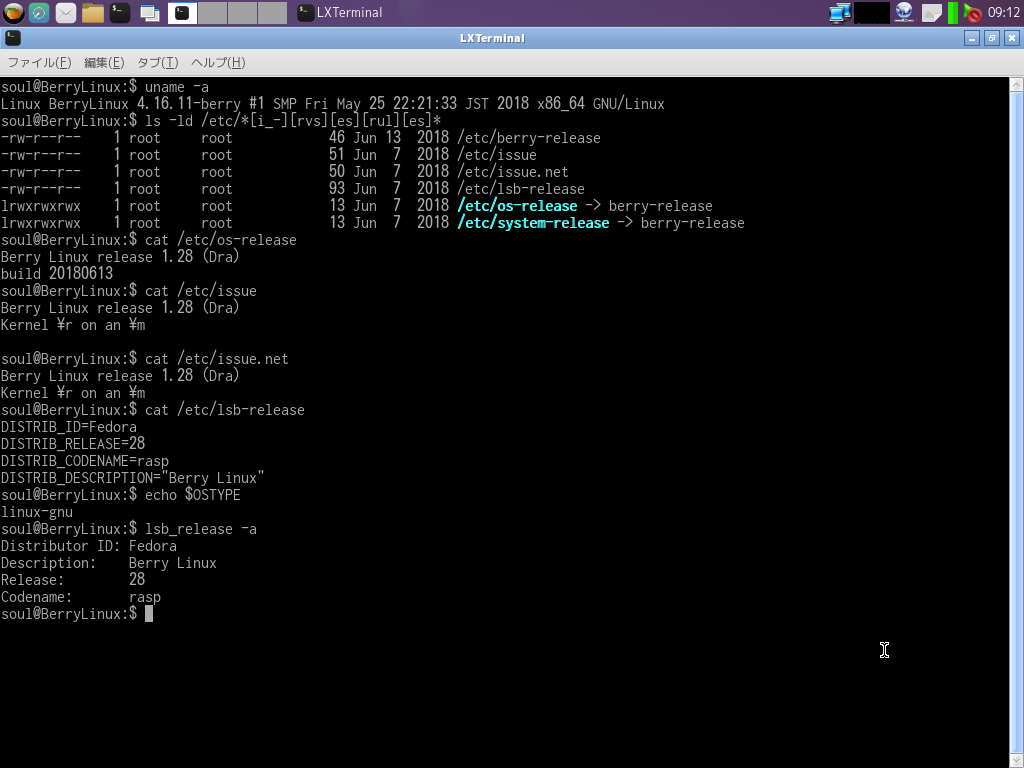 LXTerminal
09:12
LXTerminal
ファイル(F) 編集(E) タブ(T) ヘルプ(H)
soul@BerryLinux:$ uname -a
Linux BerryLinux 4.16.11-berry #1 SMP Fri May 25 22:21:33 JST 2018 x86_64 GNU/Linux
soul@BerryLinux:$ ls -ld /etc/*[i_-][rvs][es][rul][es]*
-rw-r--r--    1 root     root            46 Jun 13  2018 /etc/berry-release
-rw-r--r--    1 root     root            51 Jun  7  2018 /etc/issue
-rw-r--r--    1 root     root            50 Jun  7  2018 /etc/issue.net
-rw-r--r--    1 root     root            93 Jun  7  2018 /etc/lsb-release
lrwxrwxrwx    1 root     root            13 Jun  7  2018 /etc/os-release -> berry-release
lrwxrwxrwx    1 root     root            13 Jun  7  2018 /etc/system-release -> berry-release
soul@BerryLinux:$ cat /etc/os-release
Berry Linux release 1.28 (Dra)
build 20180613
soul@BerryLinux:$ cat /etc/issue
Berry Linux release 1.28 (Dra)
Kernel ¥r on an ¥m
soul@BerryLinux:$ cat /etc/issue.net
Berry Linux release 1.28 (Dra)
Kernel ¥r on an ¥m
soul@BerryLinux:$ cat /etc/lsb-release
DISTRIB_ID=Fedora
DISTRIB_RELEASE=28
DISTRIB_CODENAME=rasp
DISTRIB_DESCRIPTION="Berry Linux"
soul@BerryLinux:$ echo $OSTYPE
linux-gnu
soul@BerryLinux:$ lsb_release -a
Distributor ID: Fedora
Description:    Berry Linux
Release:        28
Codename:       rasp
soul@BerryLinux:$